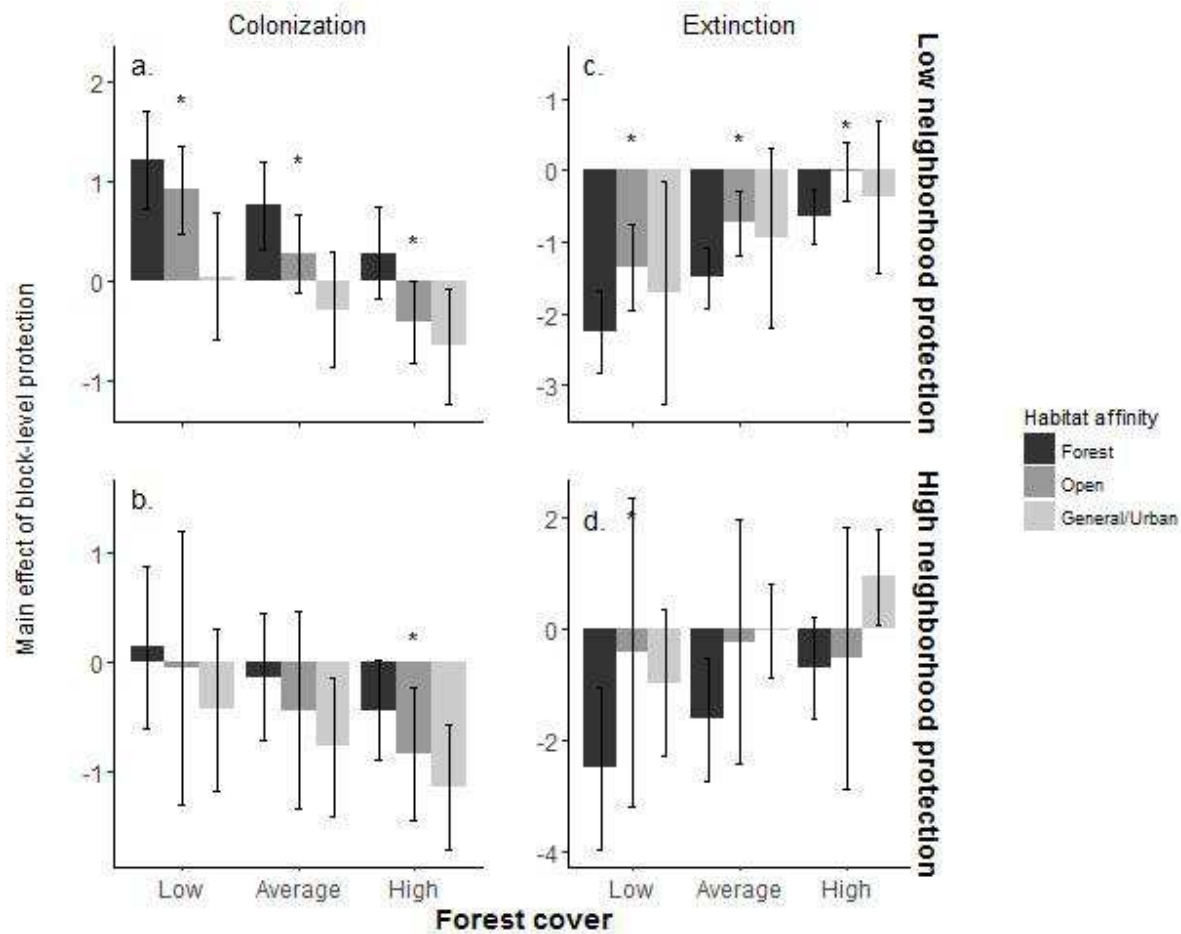 Colonization
Extinction
a.
2
1
0
-1
*
*
*
c.
1
0
-1
-2
-3
*
*
*
Low neighborhood protection
Main effect of block-level protection
b.
1
0
-1
*
d.
2
0
-2
-4
*
High neighborhood protection
Habitat affinity
Forest
Open
General/Urban
Low
Average
High
Low
Average
High
Forest cover